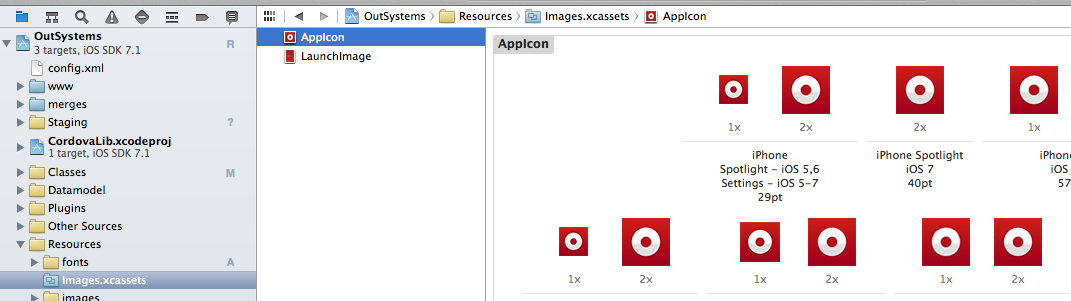 OutSystems
3 targets, iOS SDK 7.1
R
config.xml
www
merges
Staging
?
CordovaLib.xcodeproj
1 target, iOS SDK 7.1
Classes
M
Datamodel
Plugins
Other Sources
Resources
fonts
A
Images.xcassets
images
OutSystems
Resources
Images.xcassets
AppIcon
AppIcon
LaunchImage
AppIcon
1x
2x
2x
1x
iPhone
Spotlight - iOS 5,6
Settings - iOS 5-7
29pt
iPhone Spotlight
iOS 7
40pt
iPho
iOS
57
1x
2x
1x
2x
1x
2x